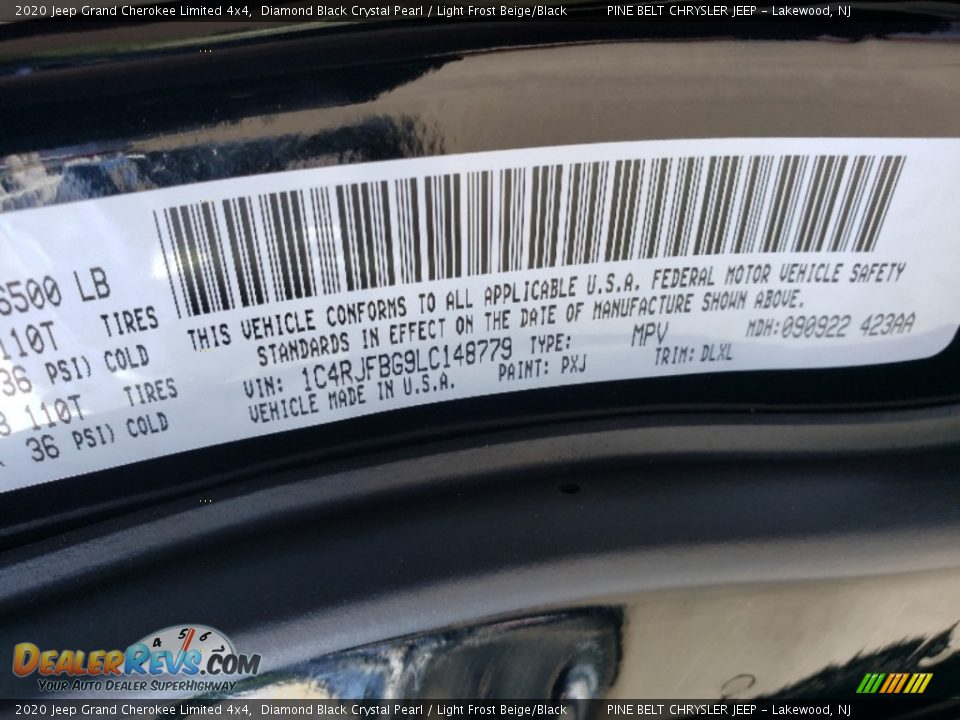 2020 Jeep Grand Cherokee Limited 4x4, Diamond Black Crystal Pearl / Light Frost Beige/Black PINE BELT CHRYSLER JEEP - Lakewood, NJ
6500 LB
110T TIRES
36 PSI) COLD
110T TIRES
36 PSI) COLD
THIS VEHICLE CONFORMS TO ALL APPLICABLE U.S.A. FEDERAL MOTOR VEHICLE SAFETY
STANDARDS IN EFFECT ON THE DATE OF MANUFACTURE SHOWN ABOVE.
VIN: 1C4RJFBG9LC148779 TYPE: MPV MDH:090922 423AA
VEHICLE MADE IN U.S.A. PAINT: PXJ TRIM: DLXL
4 5 6
DEALERREVS.COM
YOUR AUTO DEALER SUPERHIGHWAY
2020 Jeep Grand Cherokee Limited 4x4, Diamond Black Crystal Pearl / Light Frost Beige/Black PINE BELT CHRYSLER JEEP - Lakewood, NJ